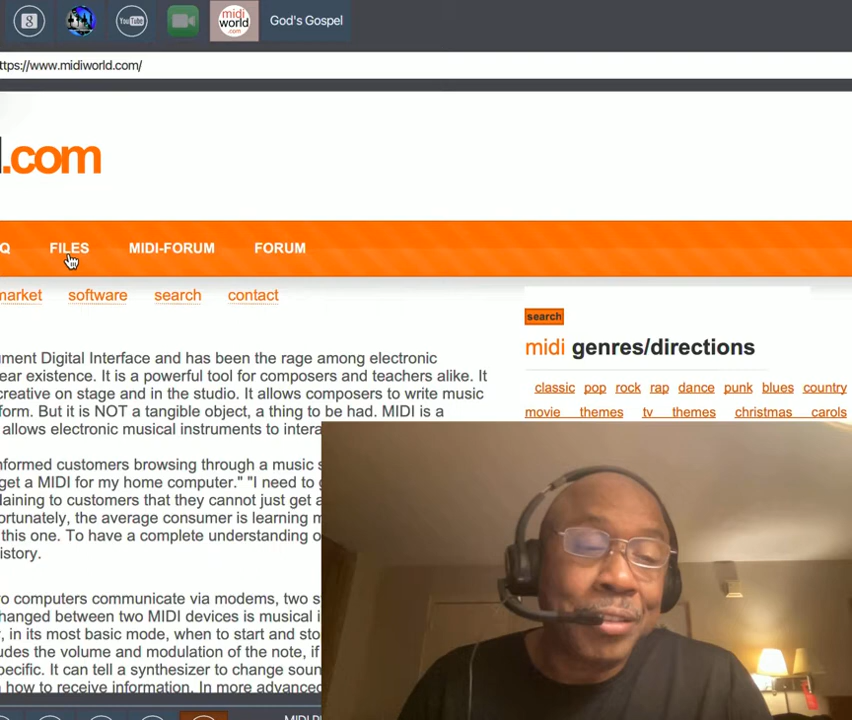 g
YouTube
midi
world
.com
God's Gospel
ttps://www.midiworld.com/
.com
Q FILES MIDI-FORUM FORUM
market software search contact
search
midi genres/directions
classic pop rock rap dance punk blues country
movie themes tv themes christmas carols
ment Digital Interface and has been the rage among electronic
ear existence. It is a powerful tool for composers and teachers alike. It
creative on stage and in the studio. It allows composers to write music
form. But it is NOT a tangible object, a thing to be had. MIDI is a
allows electronic musical instruments to intera
nformed customers browsing through a music s
get a MIDI for my home computer." "I need to g
laining to customers that they cannot just get a
ortunately, the average consumer is learning m
this one. To have a complete understanding o
istory.
o computers communicate via modems, two s
hanged between two MIDI devices is musical i
, in its most basic mode, when to start and sto
udes the volume and modulation of the note, if
pecific. It can tell a synthesizer to change soun
how to receive information. In more advanced